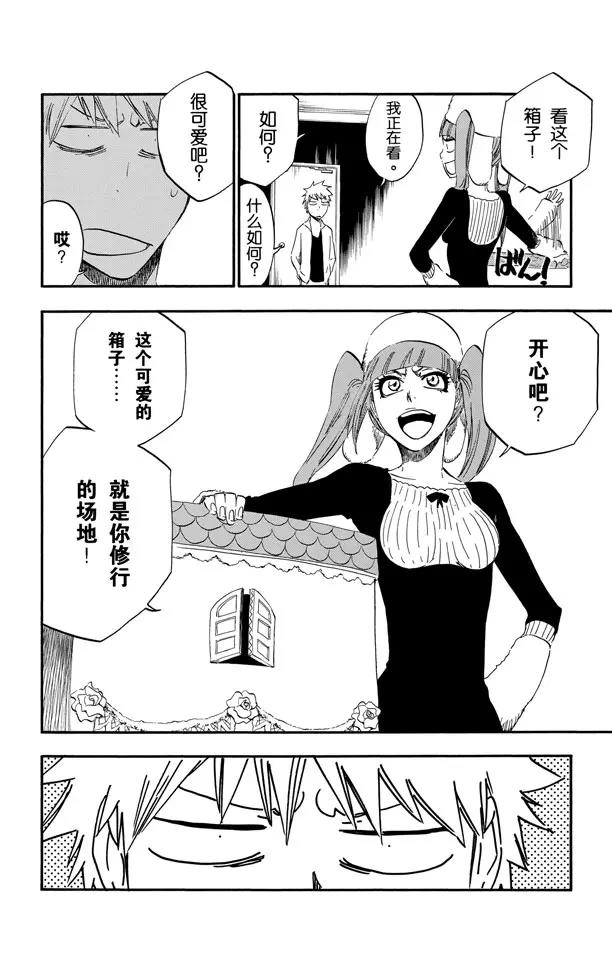 看这个
箱子！
ばん！
我正在看。
如何？
什么如何？
很可爱吧？
哎？
开心吧？
这个可爱的
箱子……
就是你修行
的场地！